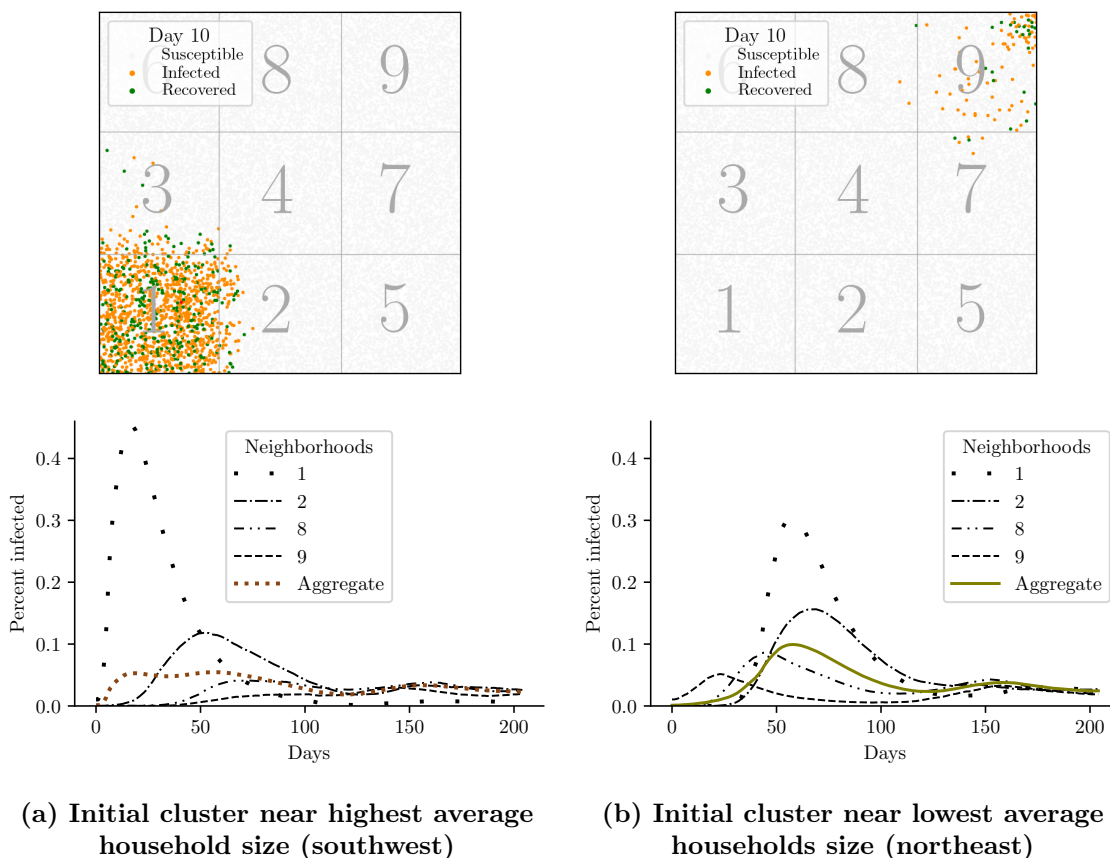 Day 10
Susceptible
Infected
Recovered
6 8 9
3 4 7
1 2 5
Day 10
Susceptible
Infected
Recovered
6 8 9
3 4 7
1 2 5
Percent infected
0.4
0.3
0.2
0.1
0.0
Neighborhoods
1
2
8
9
Aggregate
0 50 100 150 200
Days
Percent infected
0.4
0.3
0.2
0.1
0.0
Neighborhoods
1
2
8
9
Aggregate
0 50 100 150 200
Days
(a) Initial cluster near highest average
household size (southwest)
(b) Initial cluster near lowest average
households size (northeast)